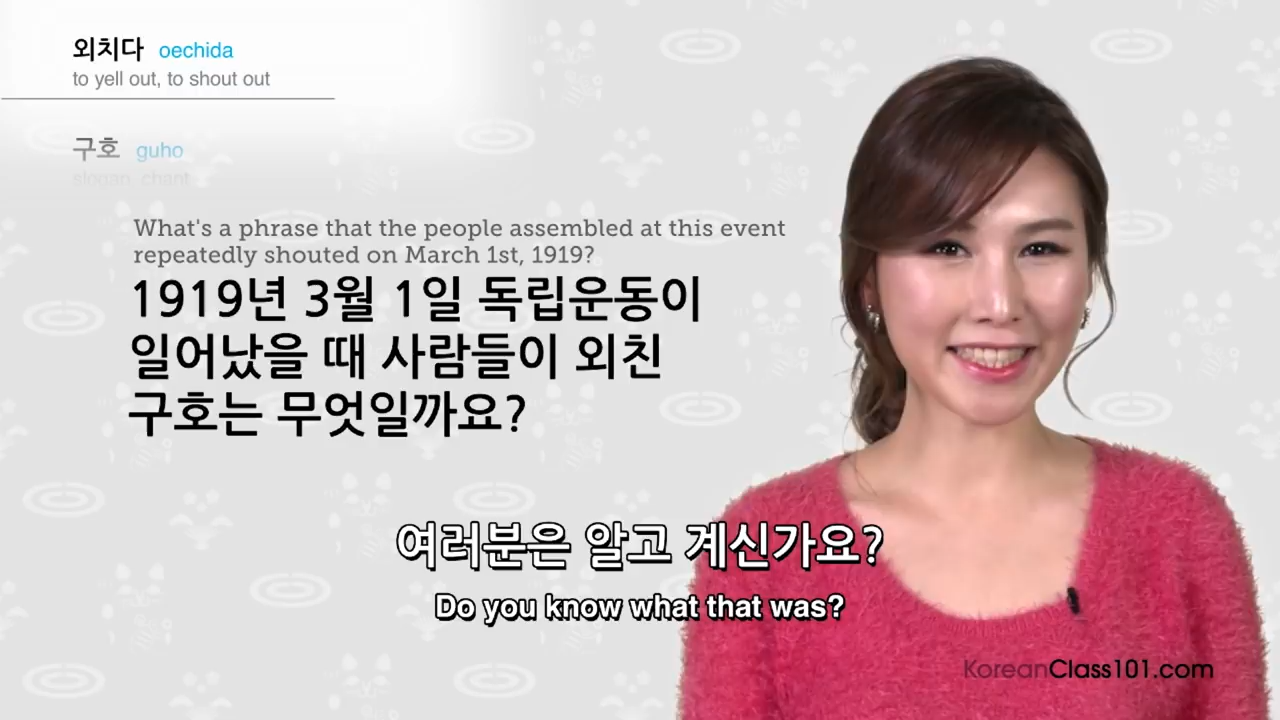 외치다 oechida
to yell out, to shout out
구호 guho
slogan, chant
What's a phrase that the people assembled at this event
repeatedly shouted on March 1st, 1919?
1919년 3월 1일 독립운동이
일어났을 때 사람들이 외친
구호는 무엇일까요?
여러분은 알고 계신가요?
Do you know what that was?
KoreanClass101.com